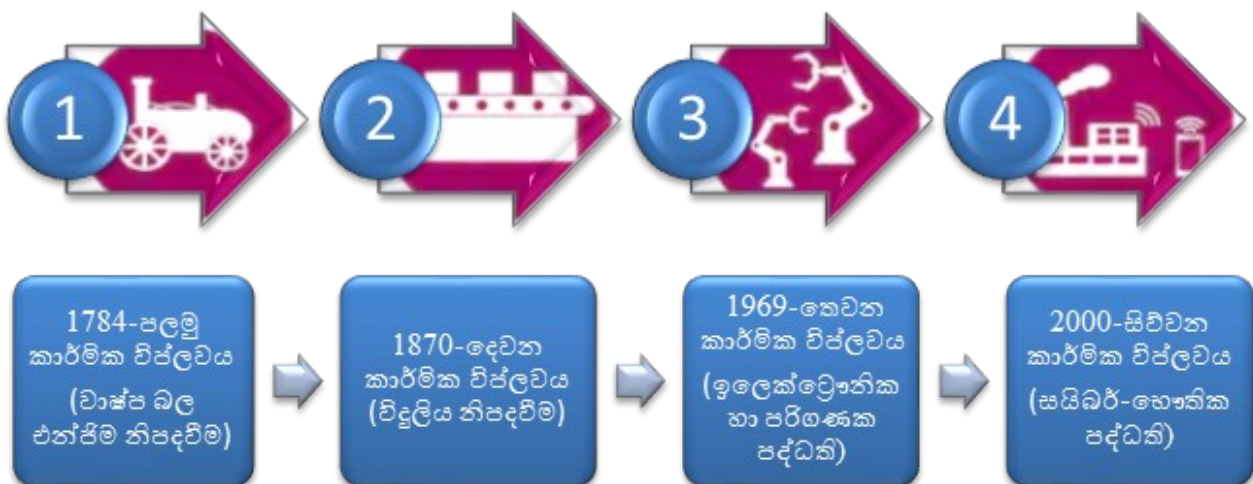 1
2
3
4
1784-පලමු
කාර්මික විප්ලවය
(වාෂ්ප බල
එන්ජිම නිපදවීම)
1870-දෙවන
කාර්මික විප්ලවය
(විදුලිය නිපදවීම)
1969-තෙවන
කාර්මික විප්ලවය
(ඉලෙක්ට්‍රෞනික
හා පරිගණක
පද්ධති)
2000-සිව්වන
කාර්මික විප්ලවය
(සයිබර්-භෞතික
පද්ධති)